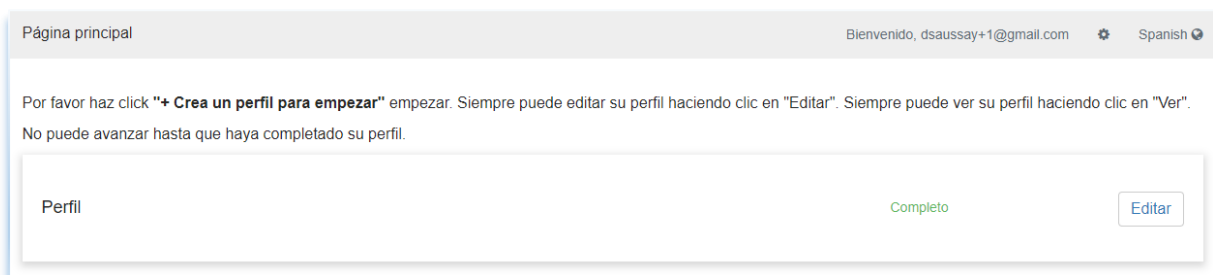 Página principal Bienvenido, dsaussay+1@gmail.com Spanish
Por favor haz click "+ Crea un perfil para empezar" empezar. Siempre puede editar su perfil haciendo clic en "Editar". Siempre puede ver su perfil haciendo clic en "Ver".
No puede avanzar hasta que haya completado su perfil.
Perfil Completo Editar